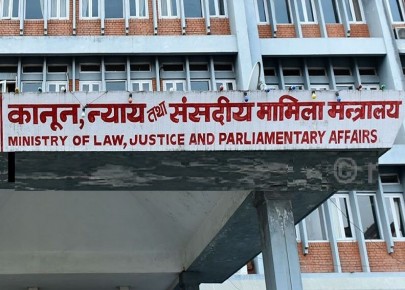 कानून, न्याय तथा संसदीय मामिला मन्त्रालय
MINISTRY OF LAW, JUSTICE AND PARLIAMENTARY AFFAIRS